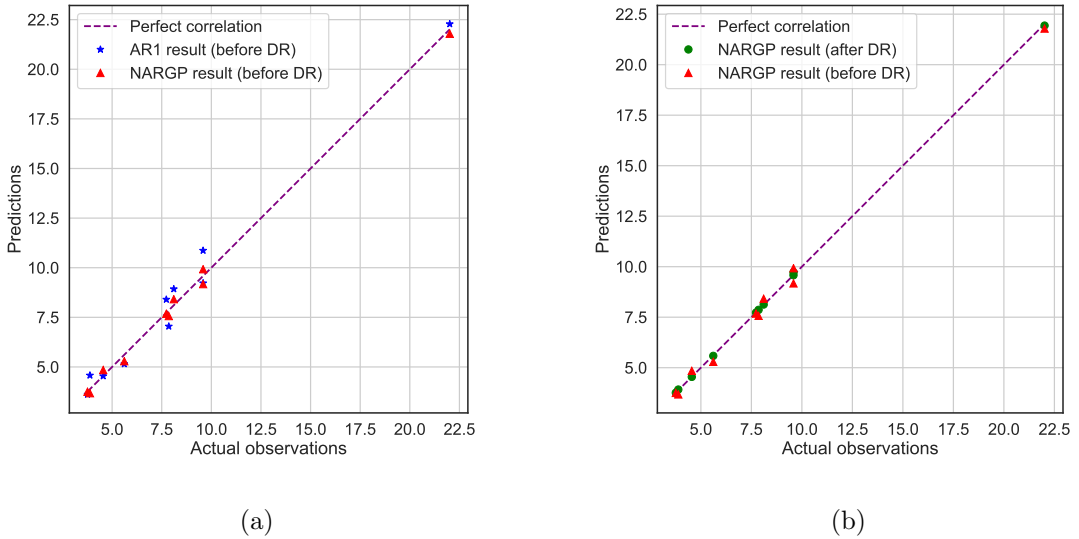 22.5
20.0
17.5
15.0
12.5
10.0
7.5
5.0
Predictions
Perfect correlation
AR1 result (before DR)
NARGP result (before DR)
5.0 7.5 10.0 12.5 15.0 17.5 20.0 22.5
Actual observations
(a)
22.5
20.0
17.5
15.0
12.5
10.0
7.5
5.0
Predictions
Perfect correlation
NARGP result (after DR)
NARGP result (before DR)
5.0 7.5 10.0 12.5 15.0 17.5 20.0 22.5
Actual observations
(b)